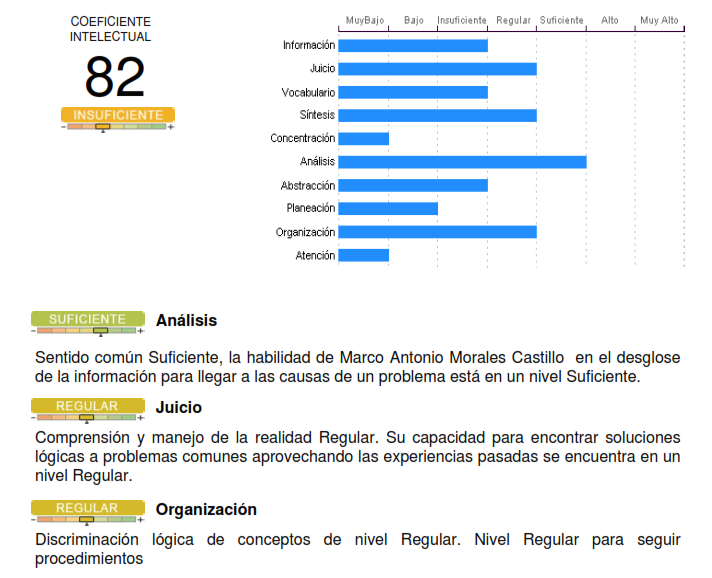 COEFICIENTE
INTELECTUAL
82
INSUFICIENTE
- +
MuyBajo Bajo Insuficiente Regular Suficiente Alto Muy Alto
Información
Juicio
Vocabulario
Síntesis
Concentración
Análisis
Abstracción
Planeación
Organización
Atención
SUFICIENTE Análisis
- +
Sentido común Suficiente, la habilidad de Marco Antonio Morales Castillo en el desglose
de la información para llegar a las causas de un problema está en un nivel Suficiente.
REGULAR Juicio
- +
Comprensión y manejo de la realidad Regular. Su capacidad para encontrar soluciones
lógicas a problemas comunes aprovechando las experiencias pasadas se encuentra en un
nivel Regular.
REGULAR Organización
- +
Discriminación lógica de conceptos de nivel Regular. Nivel Regular para seguir
procedimientos